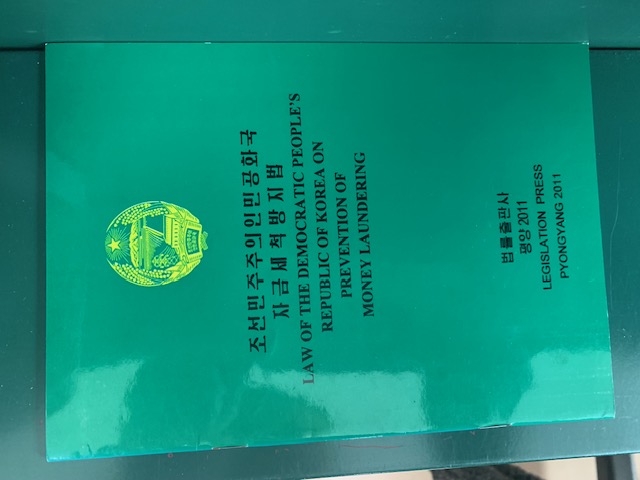 조선민주주의인민공화국
자금세척방지법
LAW OF THE DEMOCRATIC PEOPLE'S
REPUBLIC OF KOREA ON
PREVENTION OF
MONEY LAUNDERING
법률출판사
평양 2011
LEGISLATION PRESS
PYONGYANG 2011